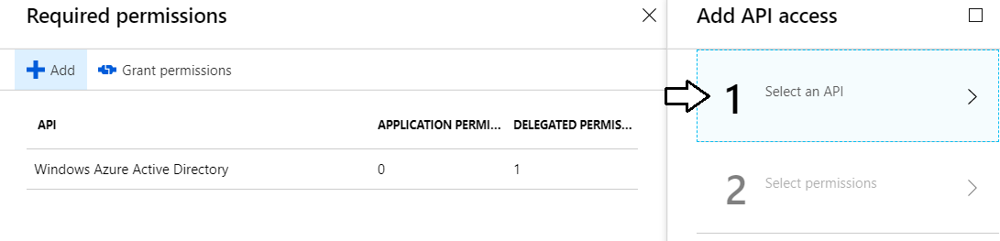 Required permissions
Add
Grant permissions
API APPLICATION PERMI... DELEGATED PERMIS...
Windows Azure Active Directory 0 1
Add API access
1 Select an API
2 Select permissions